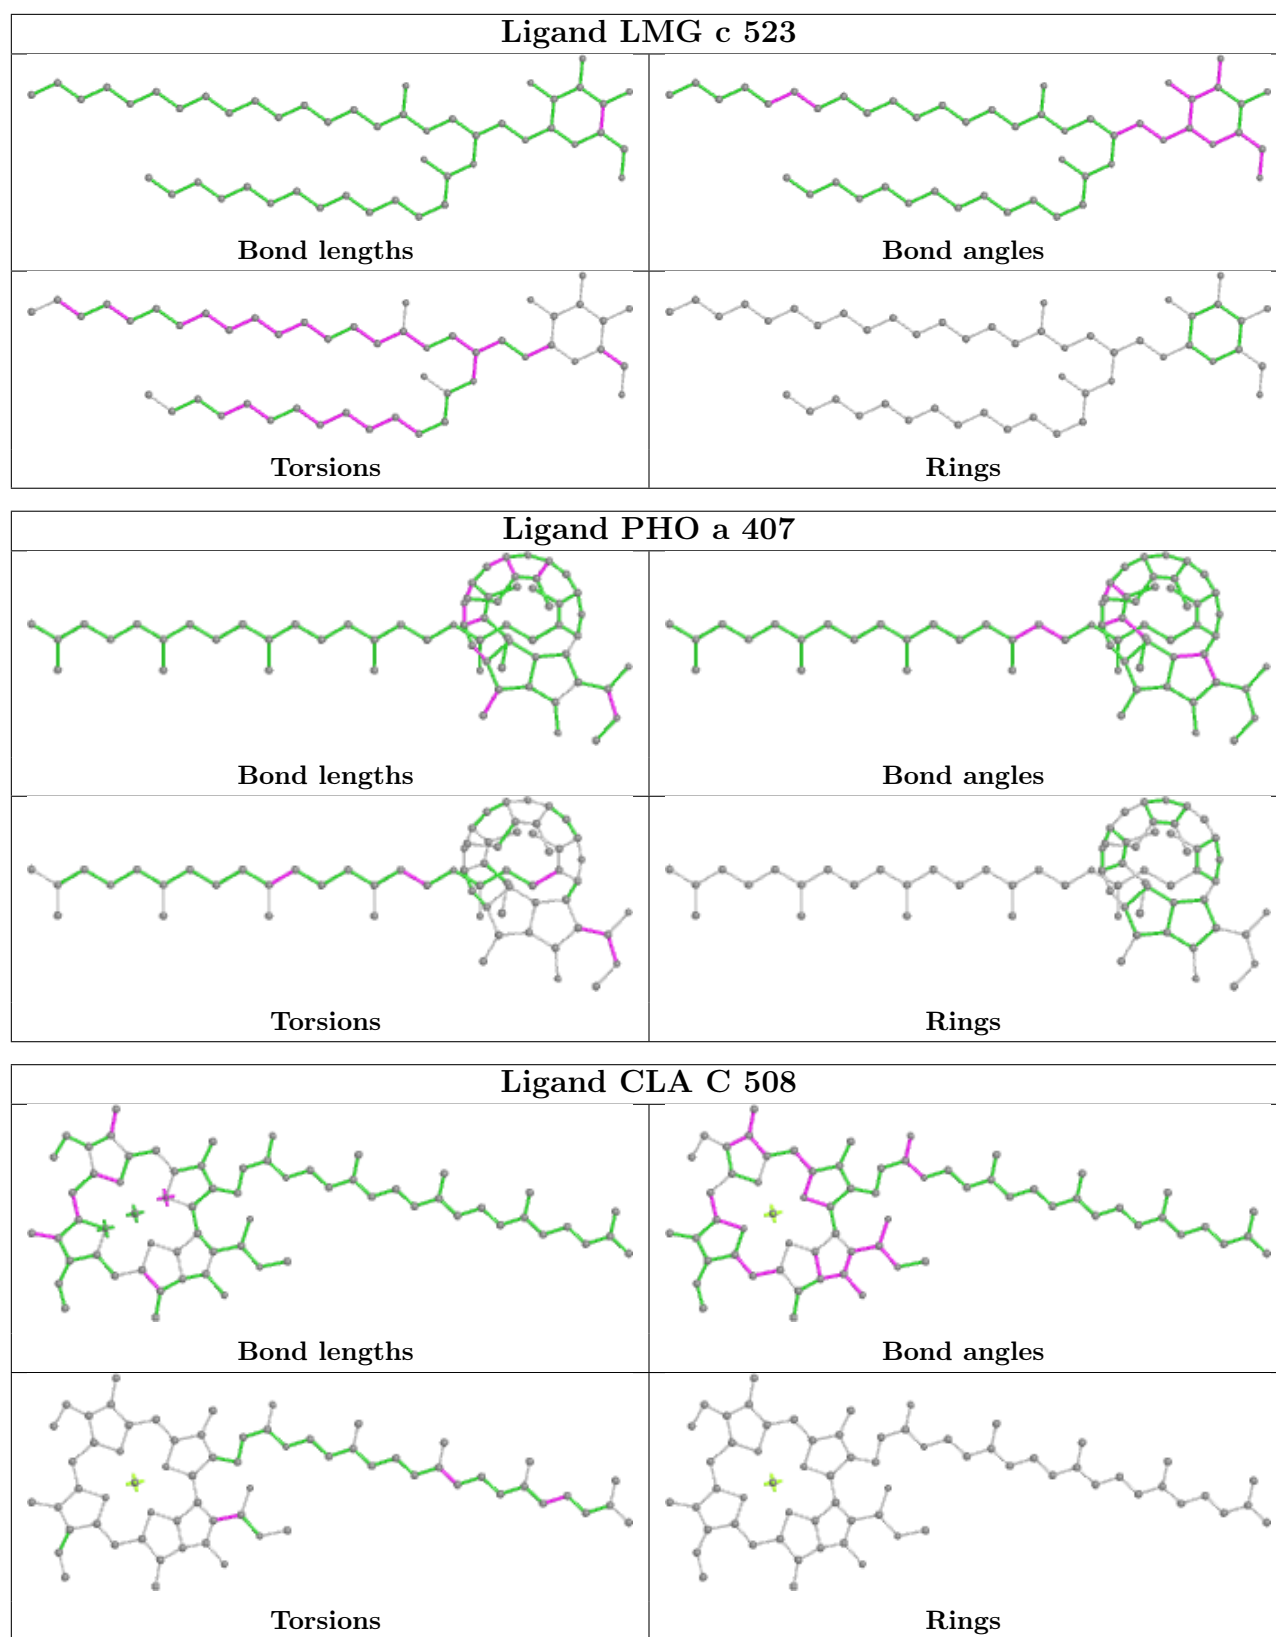 Ligand LMG c 523
Bond lengths
Bond angles
Torsions
Rings
Ligand PHO a 407
Bond lengths
Bond angles
Torsions
Rings
Ligand CLA C 508
Bond lengths
Bond angles
Torsions
Rings